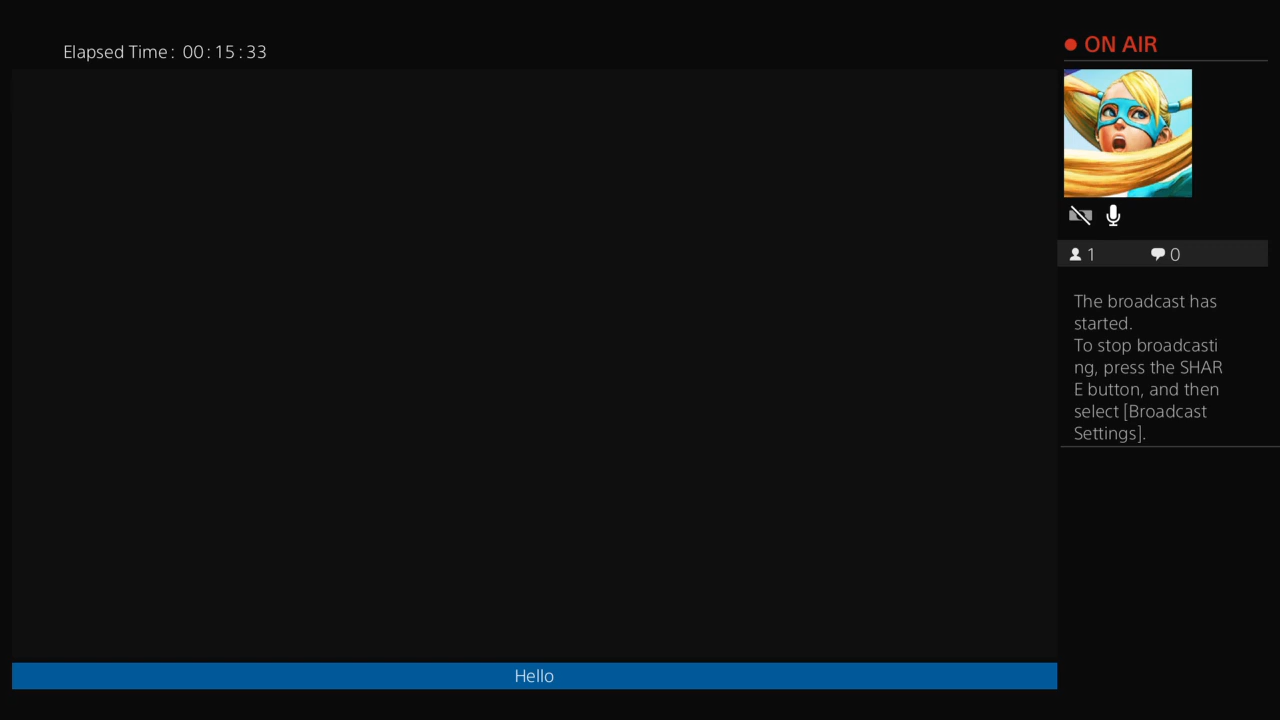 Elapsed Time: 00:15:33
ON AIR
1 0
The broadcast has
started.
To stop broadcasti
ng, press the SHAR
E button, and then
select [Broadcast
Settings].
Hello